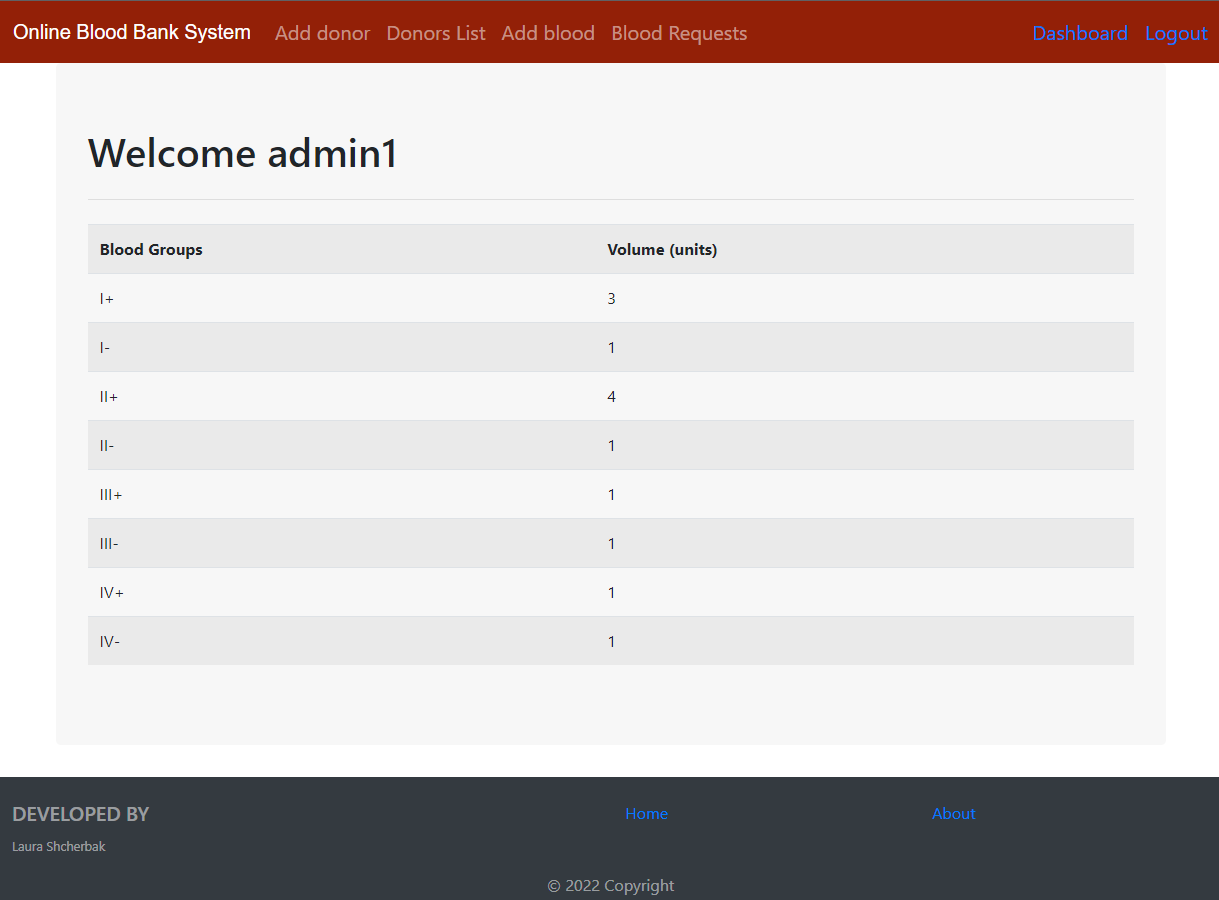 Online Blood Bank System Add donor Donors List Add blood Blood Requests Dashboard Logout
Welcome admin1
Blood Groups Volume (units)
I+ 3
I- 1
II+ 4
II- 1
III+ 1
III- 1
IV+ 1
IV- 1
DEVELOPED BY Home About
Laura Shcherbak
© 2022 Copyright